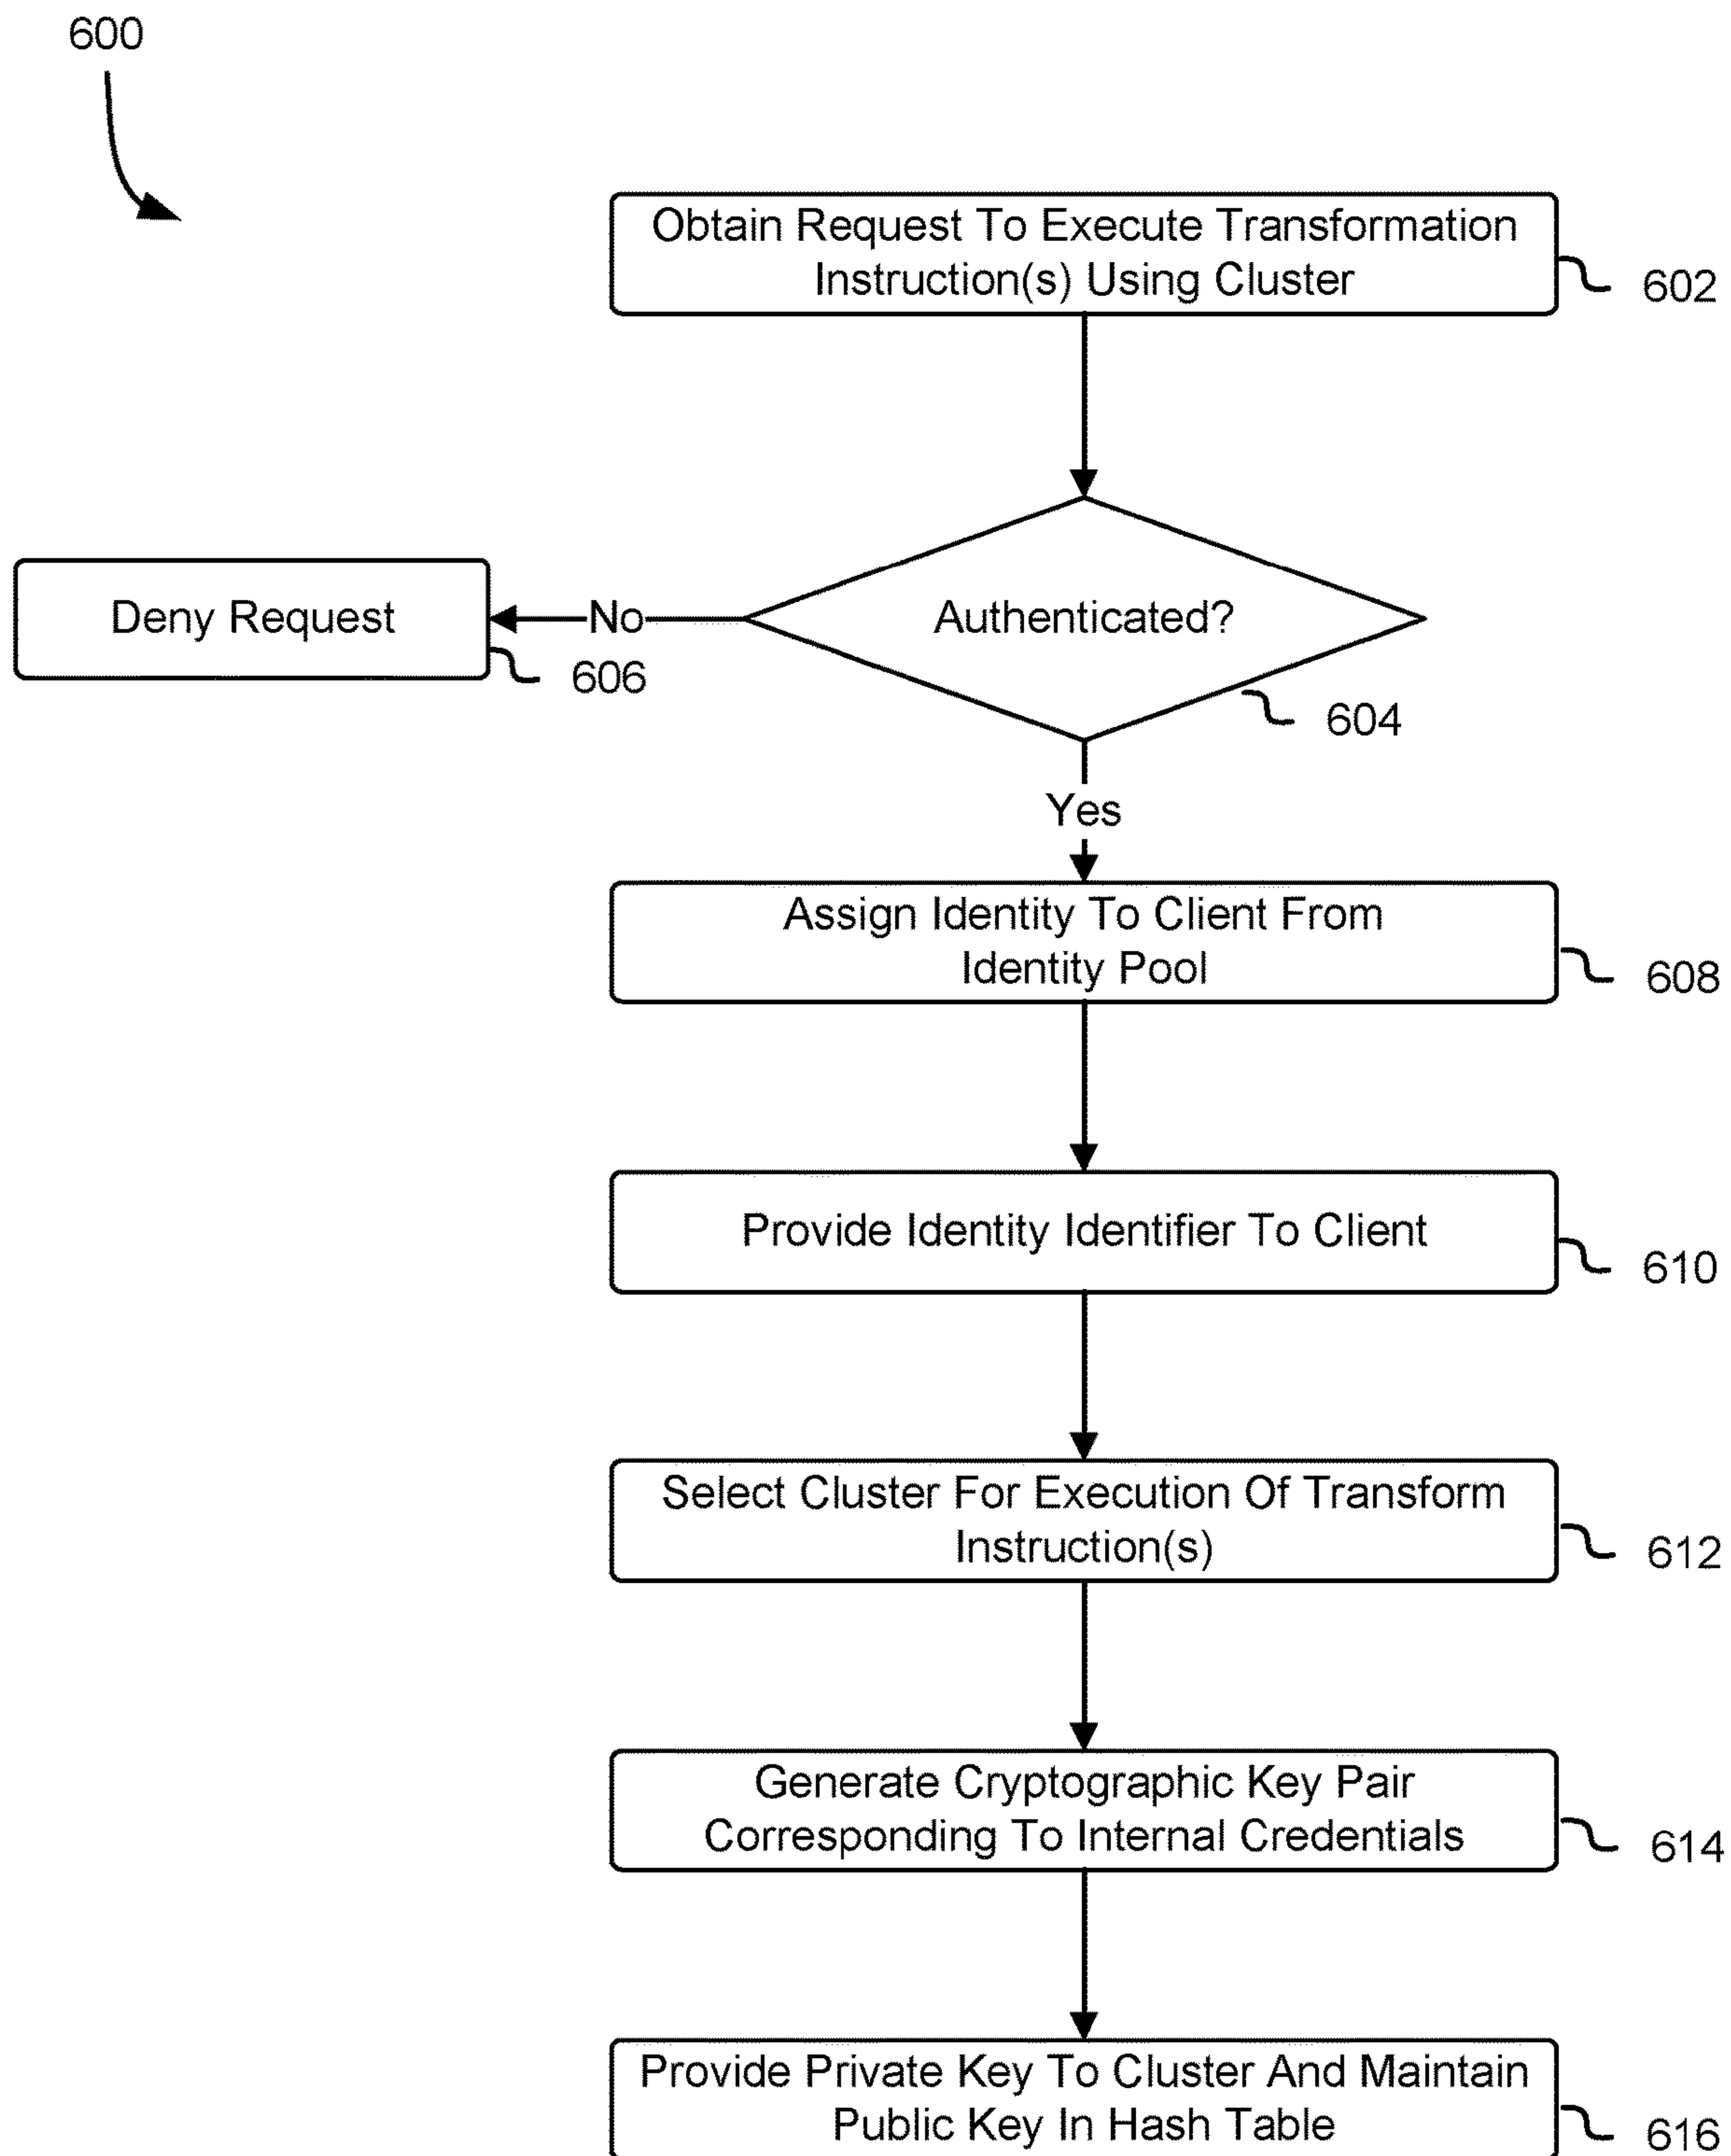 600
Obtain Request To Execute Transformation
Instruction(s) Using Cluster
602
Authenticated?
604
No
Deny Request
606
Yes
Assign Identity To Client From
Identity Pool
608
Provide Identity Identifier To Client
610
Select Cluster For Execution Of Transform
Instruction(s)
612
Generate Cryptographic Key Pair
Corresponding To Internal Credentials
614
Provide Private Key To Cluster And Maintain
Public Key In Hash Table
616